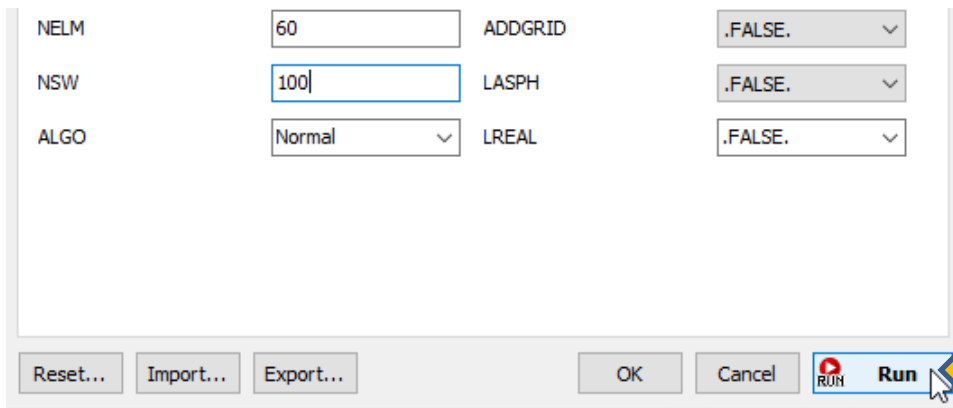 NELM 60 ADDGRID .FALSE.
NSW 100 LASPH .FALSE.
ALGO Normal LREAL .FALSE.
Reset... Import... Export... OK Cancel RUN Run